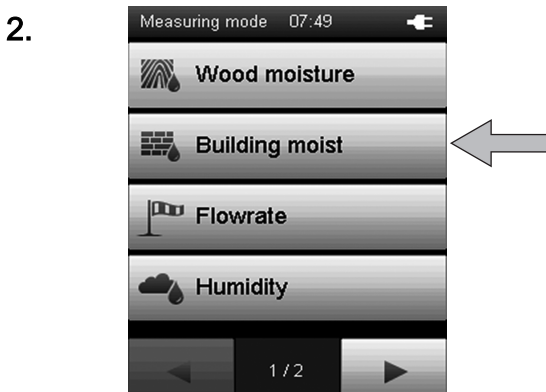 2.
Measuring mode 07:49
Wood moisture
Building moist
Flowrate
Humidity
1 / 2